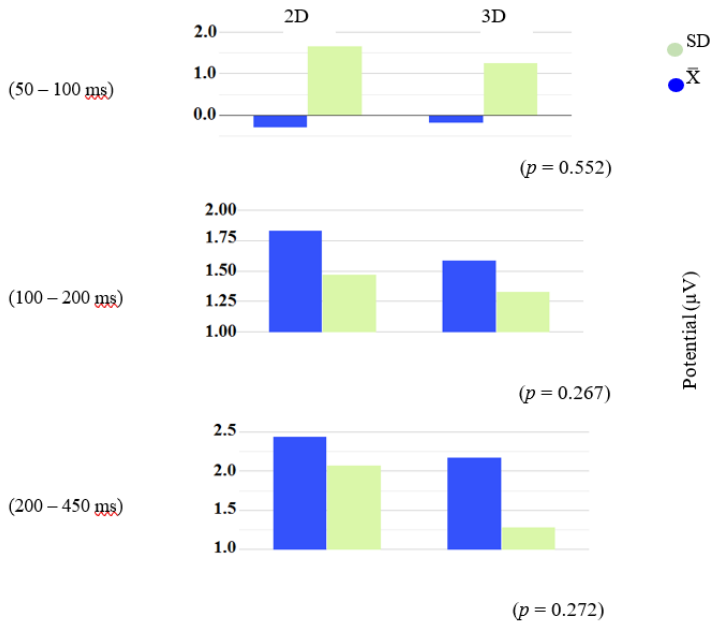 2D 3D
2.0
1.0
0.0
(50 – 100 ms)
SD
X̄
(p = 0.552)
2.00
1.75
1.50
1.25
1.00
(100 – 200 ms)
Potential (μV)
(p = 0.267)
2.5
2.0
1.5
1.0
(200 – 450 ms)
(p = 0.272)